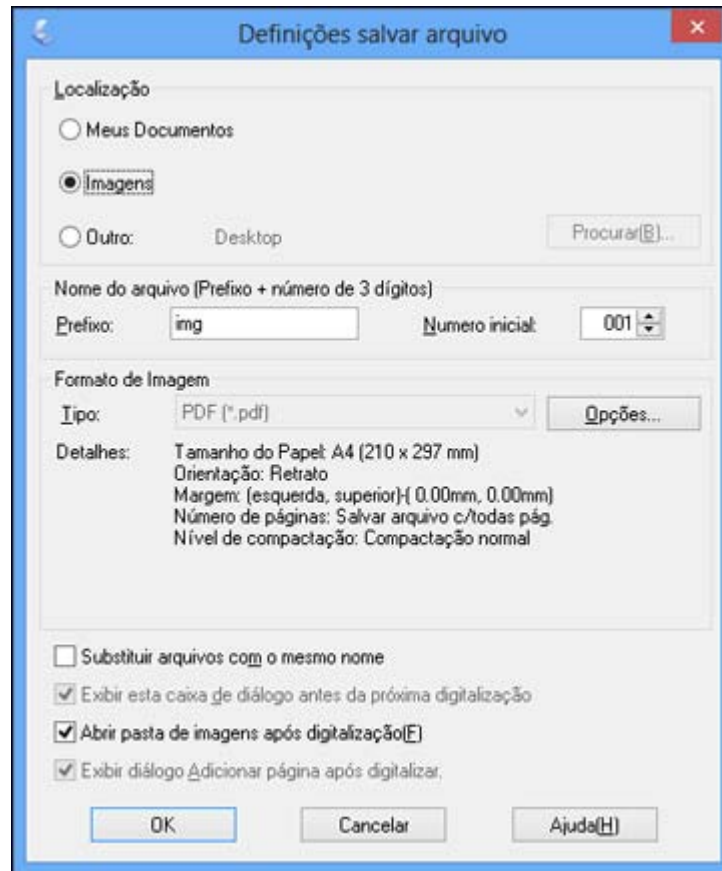 Definições salvar arquivo
Localização
Meus Documentos
Imagens
Outro: Desktop Procurar(B)...
Nome do arquivo (Prefixo + número de 3 dígitos)
Prefixo: img Numero inicial: 001
Formato de Imagem
Tipo: PDF (*.pdf) Opções...
Detalhes: Tamanho do Papel: A4 (210 x 297 mm)
Orientação: Retrato
Margem: (esquerda, superior)-( 0.00mm, 0.00mm)
Número de páginas: Salvar arquivo c/todas pág.
Nível de compactação: Compactação normal
Substituir arquivos com o mesmo nome
Exibir esta caixa de diálogo antes da próxima digitalização
Abrir pasta de imagens após digitalização(F)
Exibir diálogo Adicionar página após digitalizar.
OK Cancelar Ajuda(H)